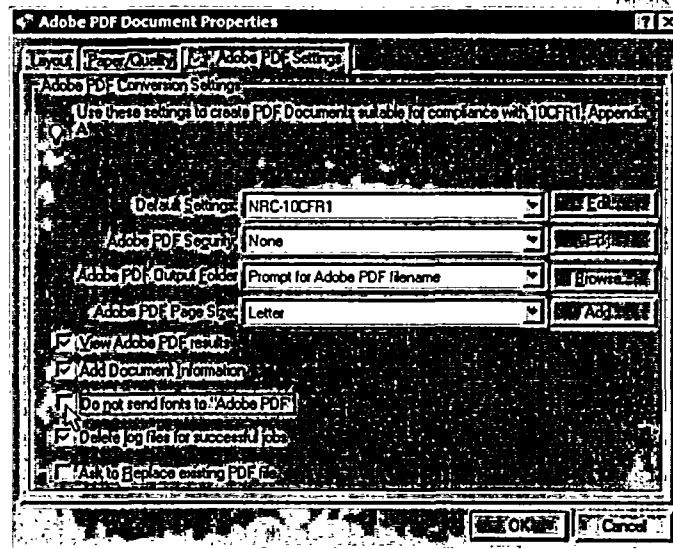 Adobe PDF Document Properties
Layout Paper/Quality Adobe PDF Settings
Adobe PDF Conversion Settings
Use these settings to create PDF Documents suitable for compliance with 10CFR1, Appendix
A
Default Settings: NRC-10CFR1 Edit...
Adobe PDF Security: None Edit...
Adobe PDF Output Folder: Prompt for Adobe PDF filename Browse...
Adobe PDF Page Size: Letter Add...
View Adobe PDF results
Add Document Information
Do not send fonts to "Adobe PDF"
Delete log files for successful jobs
Ask to Replace existing PDF file
OK Cancel